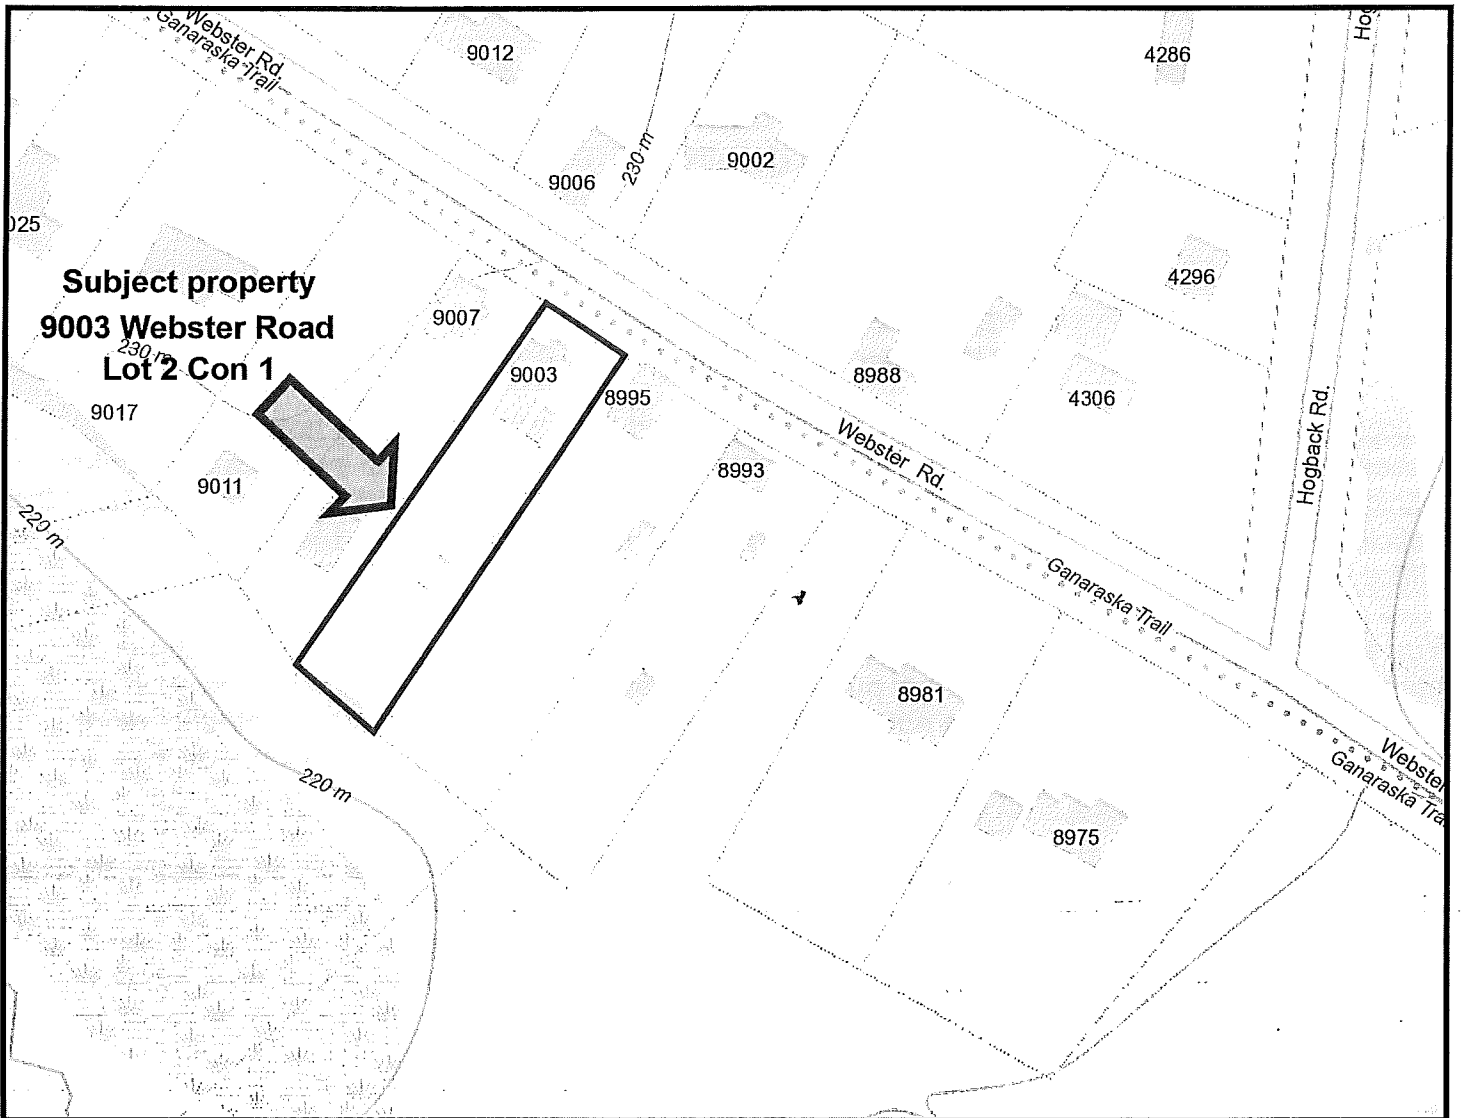 Webster Rd.
Ganaraska Trail
9012
4286
230 m
9006
9002
025
4296
Subject property
9003 Webster Road
Lot 2 Con 1
230 m
9007
9003
8995
8988
4306
9017
Webster Rd.
Hogback Rd.
9011
8993
220 m
Ganaraska Trail
8981
220 m
Webster
Ganaraska Tra
8975